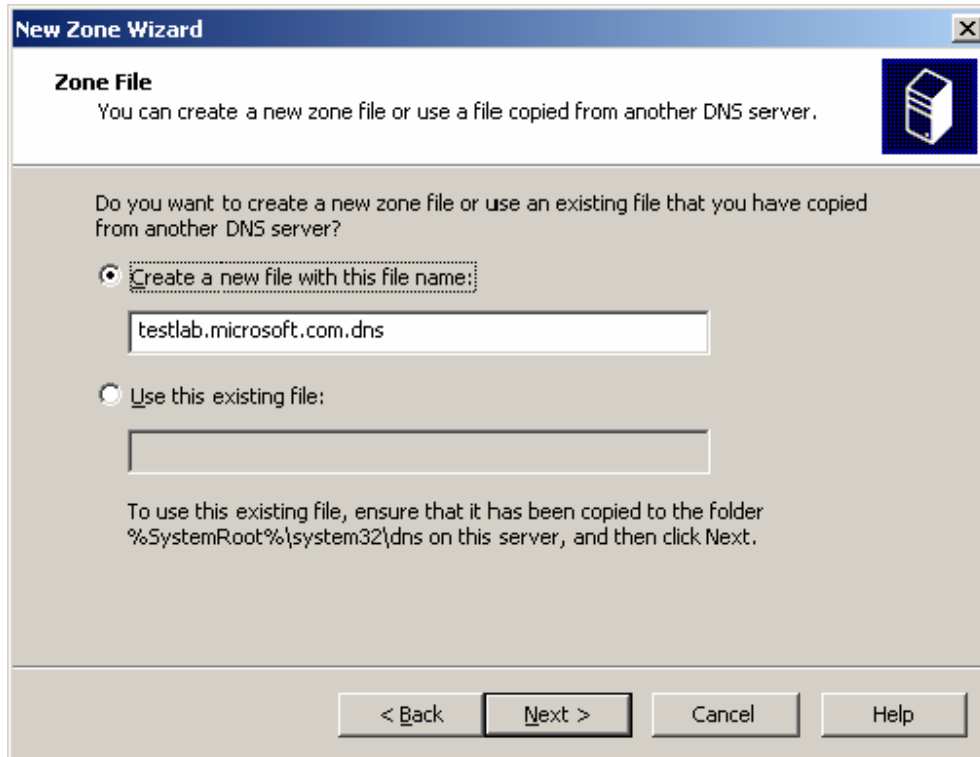 New Zone Wizard
Zone File
You can create a new zone file or use a file copied from another DNS server.
Do you want to create a new zone file or use an existing file that you have copied
from another DNS server?
Create a new file with this file name:
testlab.microsoft.com.dns
Use this existing file:
To use this existing file, ensure that it has been copied to the folder
%SystemRoot%\system32\dns on this server, and then click Next.
< Back
Next >
Cancel
Help